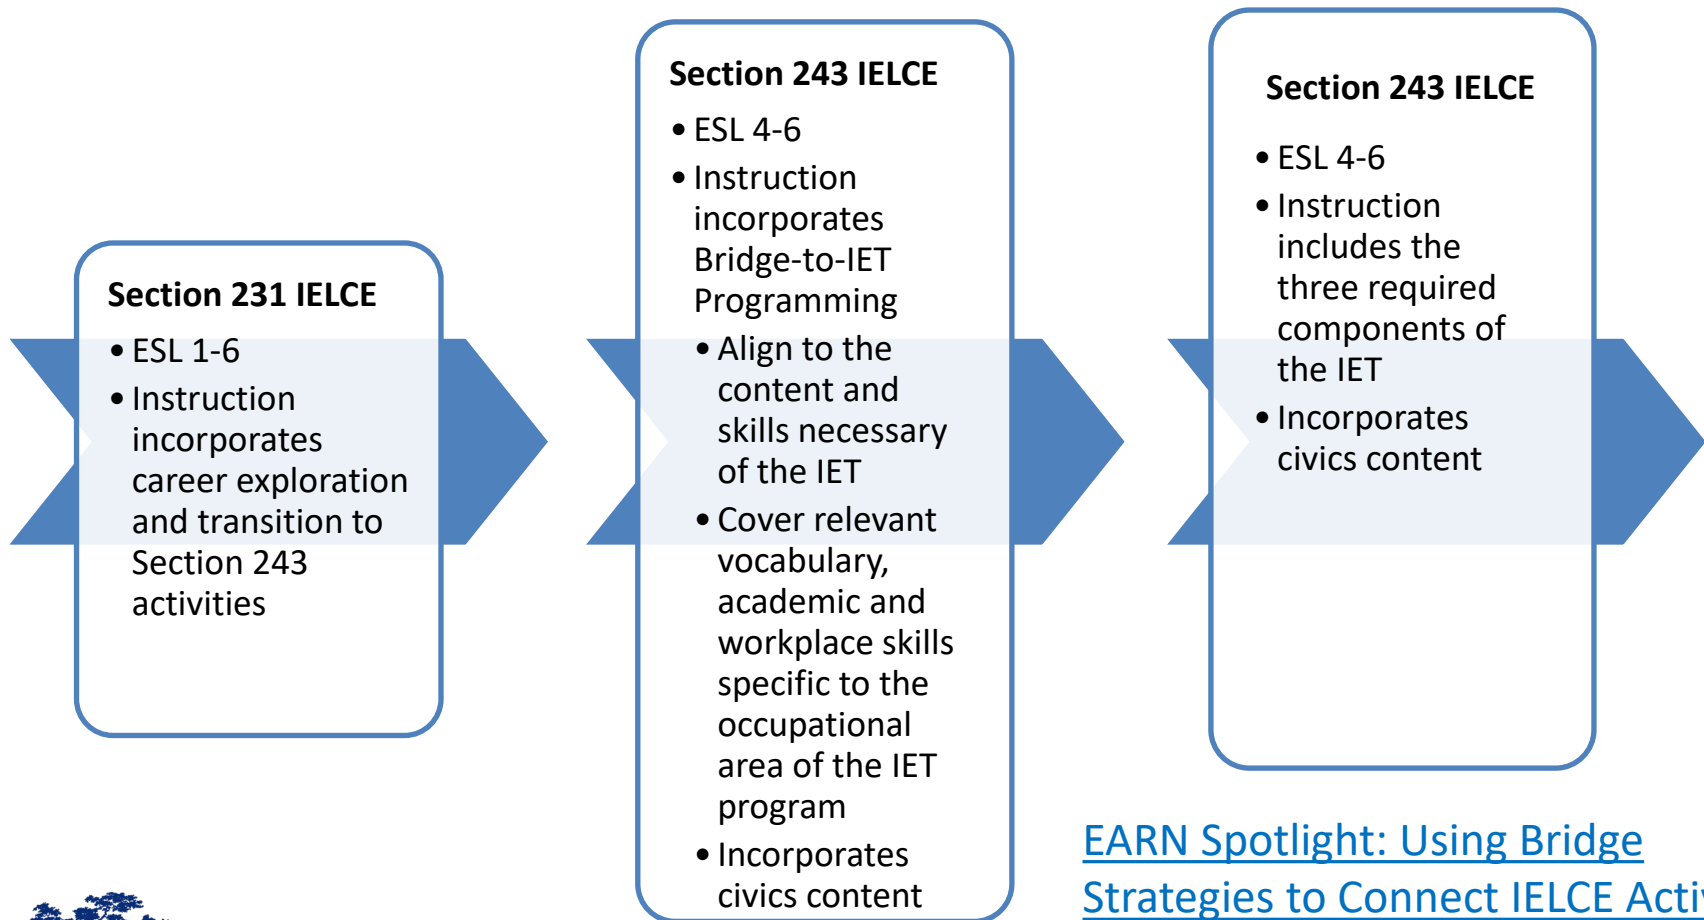 Section 231 IELCE
• ESL 1-6
• Instruction
incorporates
career exploration
and transition to
Section 243
activities
Section 243 IELCE
• ESL 4-6
• Instruction
incorporates
Bridge-to-IET
Programming
• Align to the
content and
skills necessary
of the IET
• Cover relevant
vocabulary,
academic and
workplace skills
specific to the
occupational
area of the IET
program
• Incorporates
civics content
Section 243 IELCE
• ESL 4-6
• Instruction
includes the
three required
components of
the IET
• Incorporates
civics content
EARN Spotlight: Using Bridge
Strategies to Connect IELCE